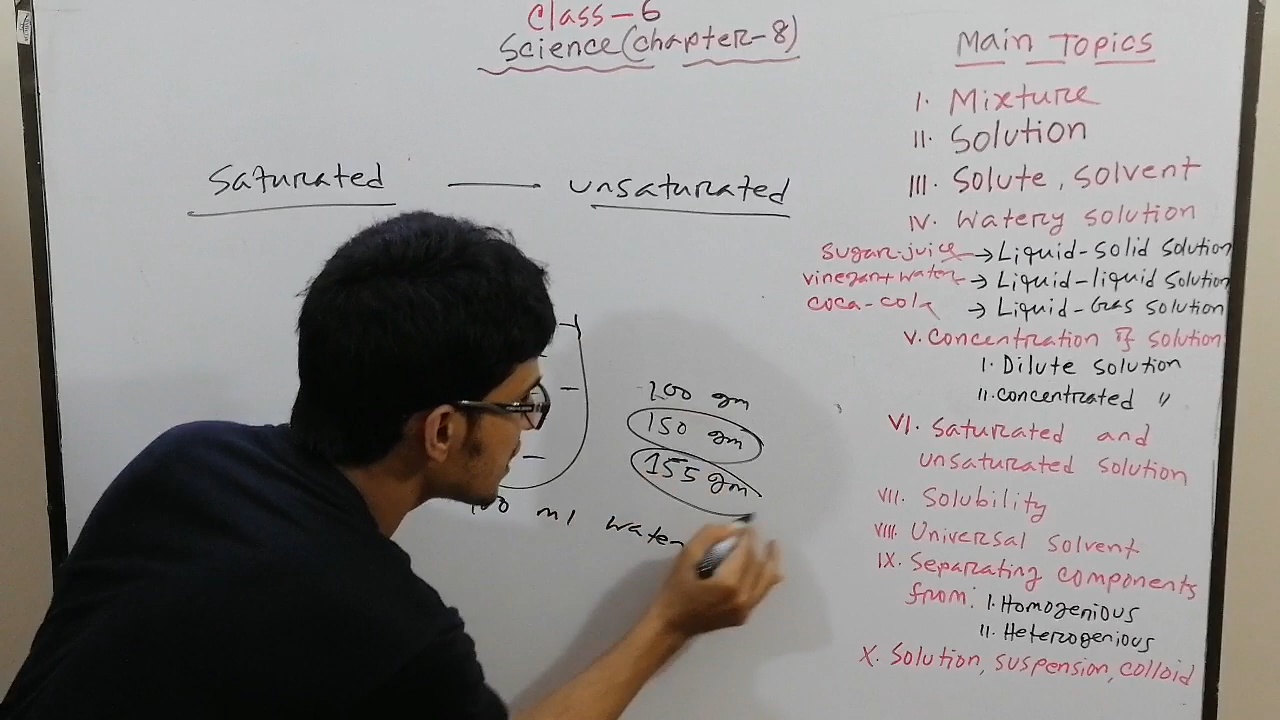 Class-6
Science (chapter-8)
Saturated — unsaturated
100 gm
150 gm
155 gm
100 ml water
Main Topics
I. Mixture
II. Solution
III. Solute, solvent
IV. Watery solution
sugar-juice → Liquid-solid solution
vinegar+water → Liquid-liquid solution
coca-cola → Liquid-Gas solution
V. Concentration of solution
I. Dilute solution
II. concentrated "
VI. Saturated and
unsaturated solution
VII. Solubility
VIII. Universal solvent
IX. Separating components
from: I. Homogenious
II. Heterogenious
X. Solution, suspension, colloid